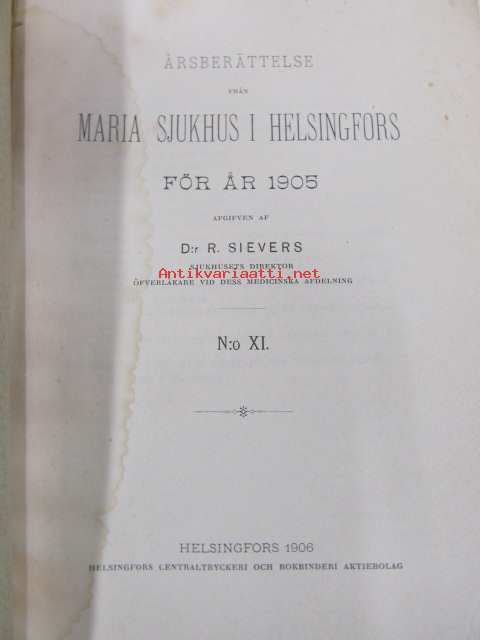 ÅRSBERÄTTELSE
FRÅN
MARIA SJUKHUS I HELSINGFORS
FÖR ÅR 1905
AFGIFVEN AF
D:r R. SIEVERS
SJUKHUSETS DIREKTOR
Antikvariaatti.net
ÖFVERLÄKARE VID DESS MEDICINSKA AFDELNING
N:o XI.
HELSINGFORS 1906
HELSINGFORS CENTRALTRYCKERI OCH BOKBINDERI AKTIEBOLAG